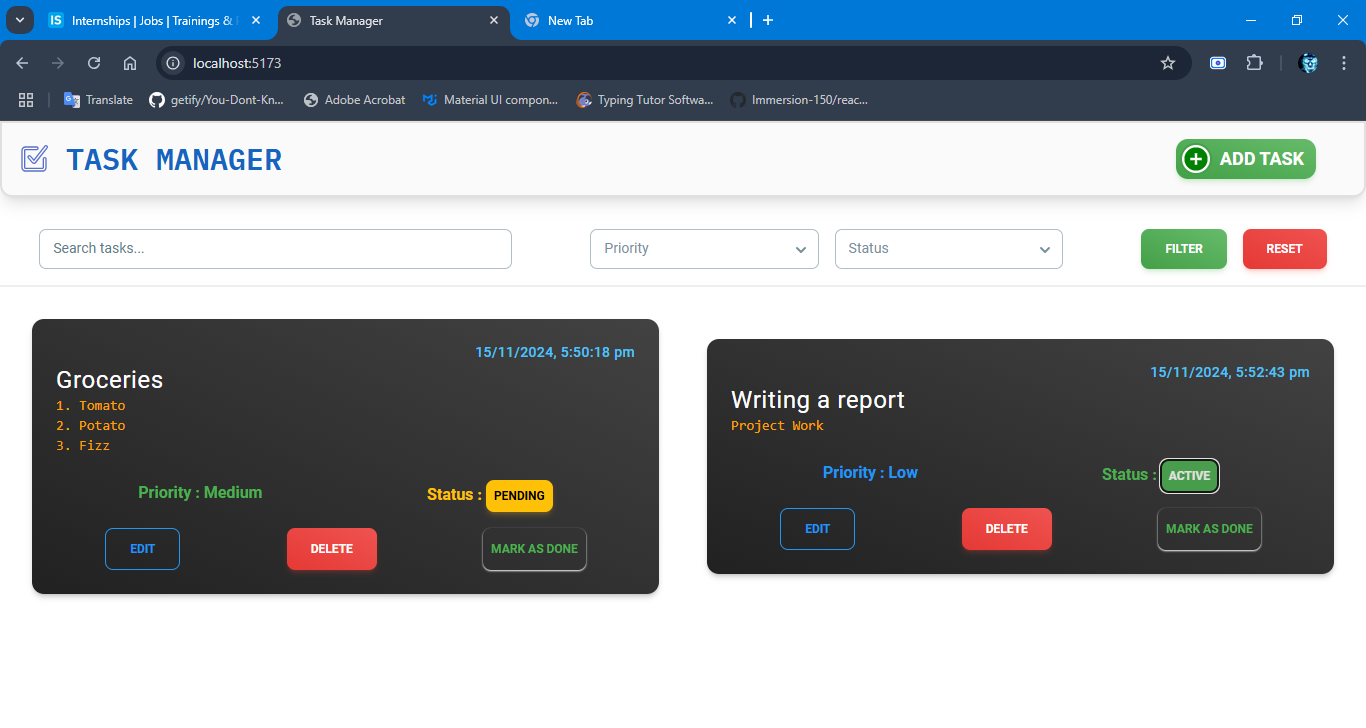 IS Internships | Jobs | Trainings &
Task Manager
New Tab
localhost:5173
Translate
getify/You-Dont-Kn...
Adobe Acrobat
Material UI compon...
Typing Tutor Softwa...
Immersion-150/reac...
TASK MANAGER
ADD TASK
Search tasks...
Priority
Status
FILTER
RESET
15/11/2024, 5:50:18 pm
Groceries
1. Tomato
2. Potato
3. Fizz
Priority : Medium
Status : PENDING
EDIT
DELETE
MARK AS DONE
15/11/2024, 5:52:43 pm
Writing a report
Project Work
Priority : Low
Status : ACTIVE
EDIT
DELETE
MARK AS DONE